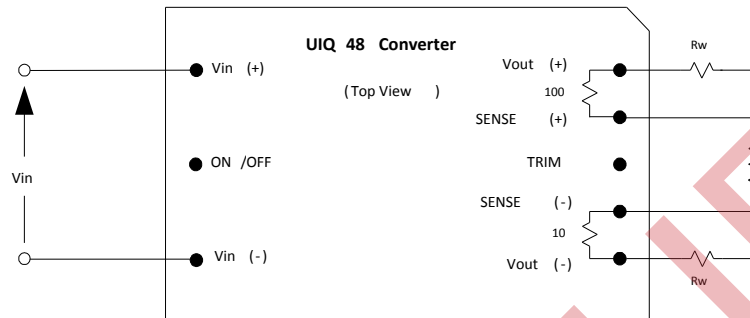 UIQ 48 Converter
(Top View )
Vin (+)
ON /OFF
Vin (-)
Vin
Vout (+)
100
SENSE (+)
TRIM
SENSE (-)
10
Vout (-)
Rw
Rw